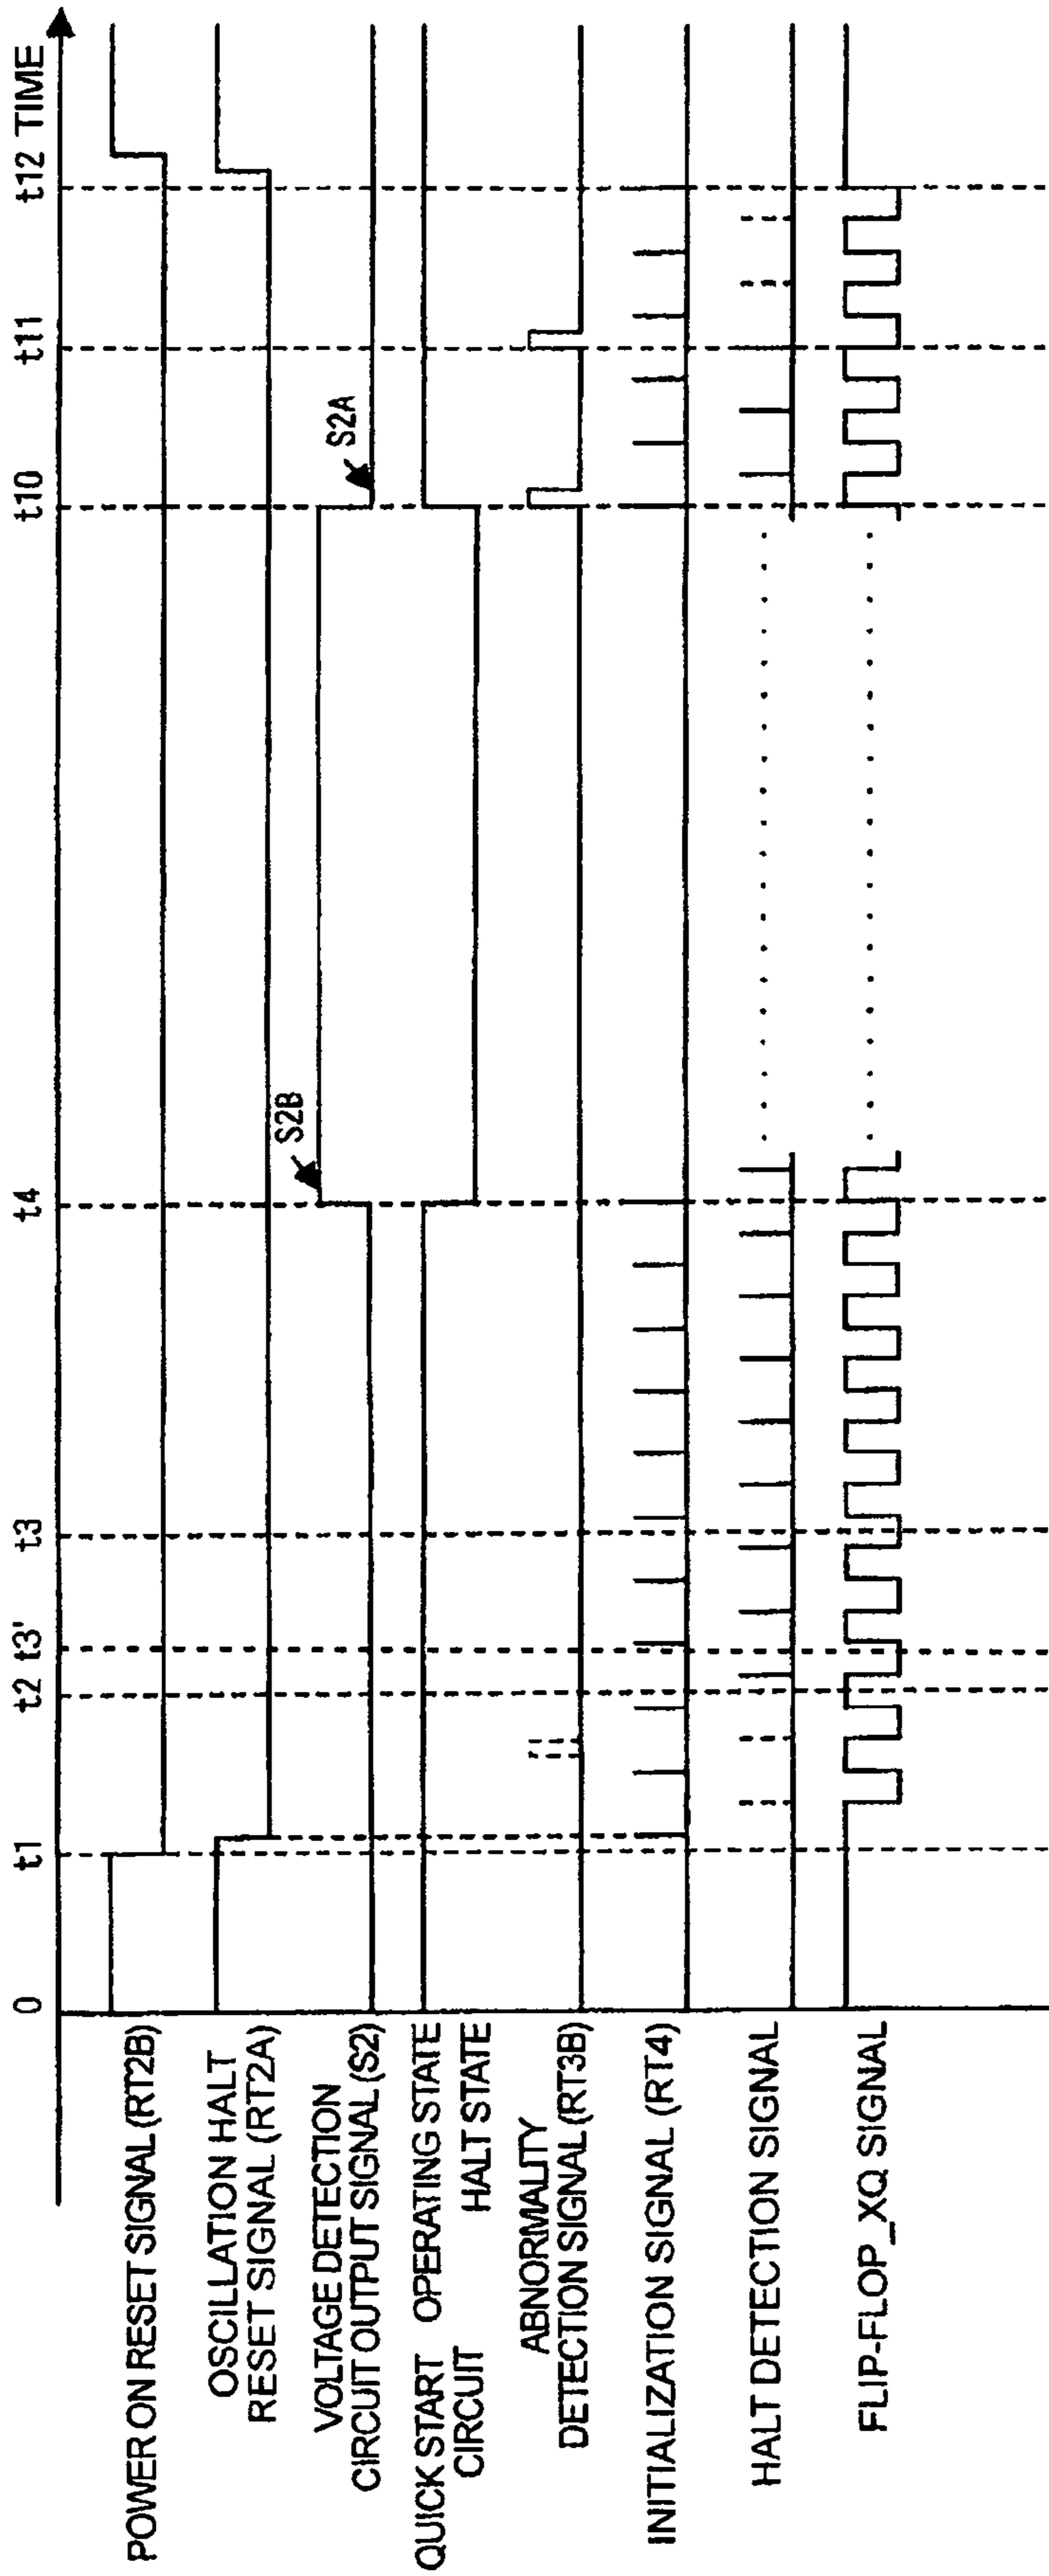 0 t1 t2 t3' t3 t4 t10 t11 t12 TIME
POWER ON RESET SIGNAL (RT2B)
OSCILLATION HALT
RESET SIGNAL (RT2A)
VOLTAGE DETECTION
CIRCUIT OUTPUT SIGNAL (S2)
S2B
S2A
QUICK START OPERATING STATE
CIRCUIT HALT STATE
ABNORMALITY
DETECTION SIGNAL (RT3B)
INITIALIZATION SIGNAL (RT4)
HALT DETECTION SIGNAL
FLIP-FLOP_XQ SIGNAL